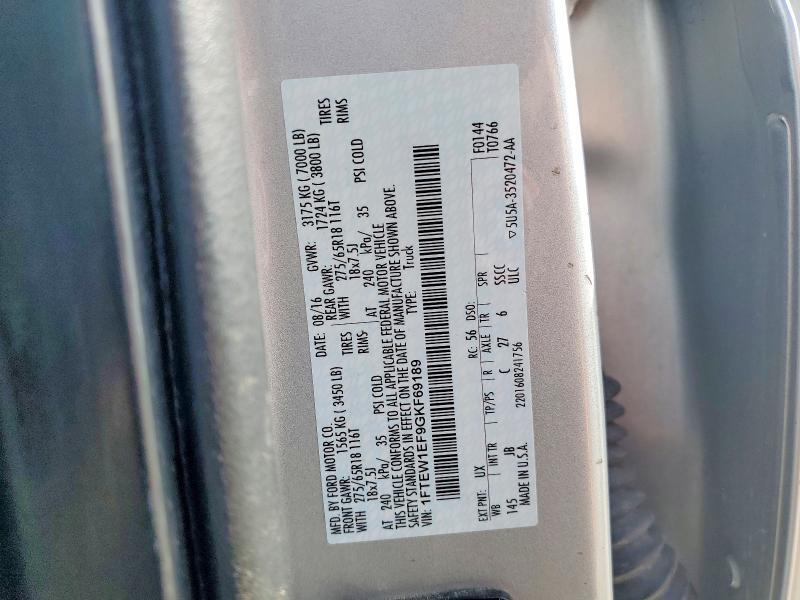 MFD. BY FORD MOTOR CO. DATE: 08/16 GVWR: 3175 KG ( 7000 LB)
FRONT GAWR: 1565 KG ( 3450 LB) REAR GAWR: 1724 KG ( 3800 LB)
WITH 275/65R18 116T TIRES WITH 275/65R18 116T TIRES
18x7.5J RIMS 18x7.5J RIMS
AT 240 kPa/ 35 PSI COLD AT 240 kPa/ 35 PSI COLD
THIS VEHICLE CONFORMS TO ALL APPLICABLE FEDERAL MOTOR VEHICLE
SAFETY STANDARDS IN EFFECT ON THE DATE OF MANUFACTURE SHOWN ABOVE.
VIN: 1FTEW1EF9GKF69189 TYPE: Truck
F0144
T0766
EXT PNT: UX RC: 56 DSO:
WB INT TR TP/PS R AXLE TR SPR
145 JB C 27 6 SSCC
ULC
MADE IN U.S.A. 2201608241756 ▽ 5U5A-3520472-AA